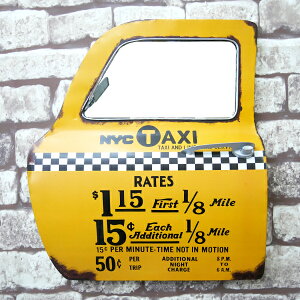 NYC TAXI
TAXI AND
RATES
$1 15 First 1/8 Mile
15¢ Each Additional 1/8 Mile
15¢ PER MINUTE-TIME NOT IN MOTION
50¢ PER TRIP ADDITIONAL NIGHT CHARGE 8 P.M. TO 6 A.M.